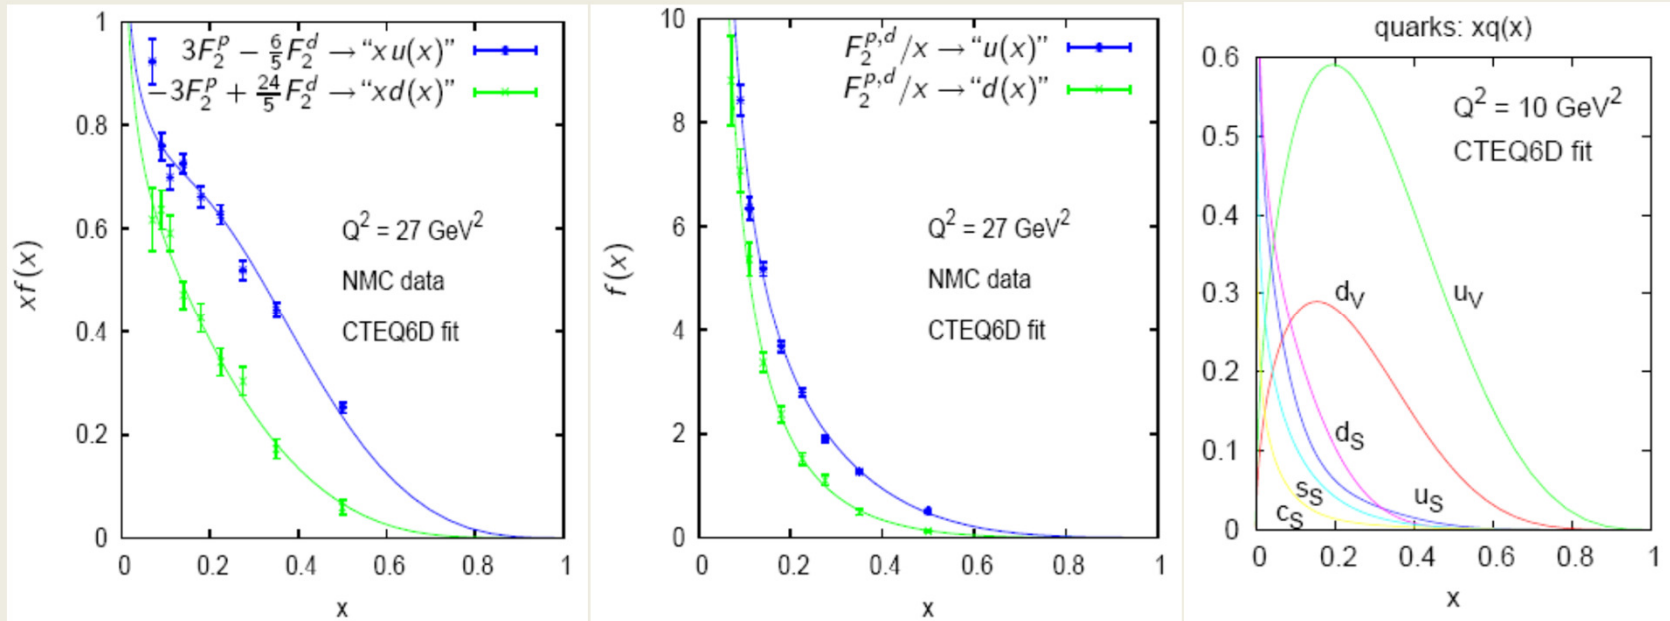 1
0.8
0.6
0.4
0.2
0
xf(x)
3F₂ᵖ − 6/5 F₂ᵈ → “x u(x)”
−3F₂ᵖ + 24/5 F₂ᵈ → “xd(x)”
Q² = 27 GeV²
NMC data
CTEQ6D fit
0 0.2 0.4 0.6 0.8 1
x
10
8
6
4
2
0
f(x)
F₂ᵖ,ᵈ/x → “u(x)”
F₂ᵖ,ᵈ/x → “d(x)”
Q² = 27 GeV²
NMC data
CTEQ6D fit
0 0.2 0.4 0.6 0.8 1
x
quarks: xq(x)
0.6
0.5
0.4
0.3
0.2
0.1
0
Q² = 10 GeV²
CTEQ6D fit
d_V u_V
d_S
s_S u_S
c_S
0 0.2 0.4 0.6 0.8 1
x